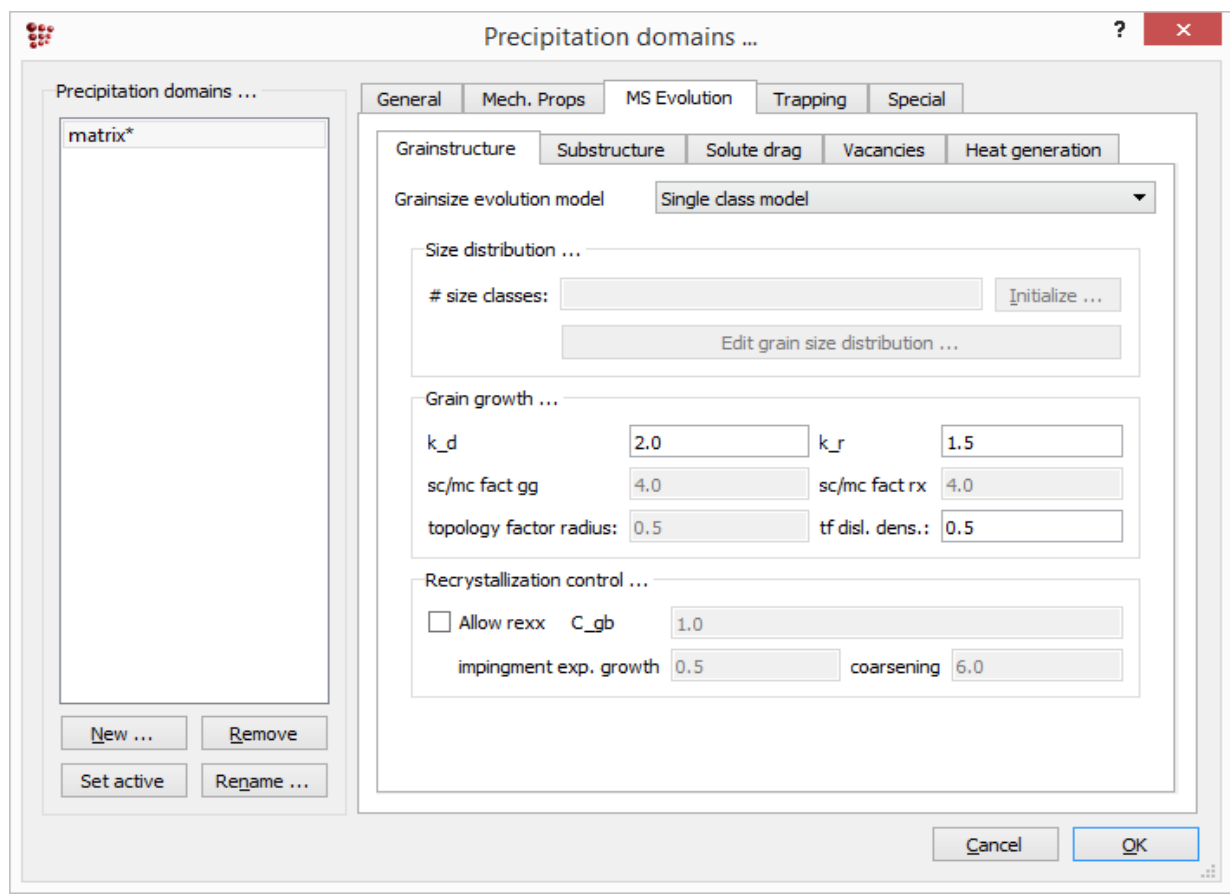 Precipitation domains ...
?
×
Precipitation domains ...
matrix*
New ...
Remove
Set active
Rename ...
General
Mech. Props
MS Evolution
Trapping
Special
Grainstructure
Substructure
Solute drag
Vacancies
Heat generation
Grainsize evolution model
Single class model
Size distribution ...
# size classes:
Initialize ...
Edit grain size distribution ...
Grain growth ...
k_d 2.0 k_r 1.5
sc/mc fact gg 4.0 sc/mc fact rx 4.0
topology factor radius: 0.5 tf disl. dens.: 0.5
Recrystallization control ...
Allow rexx C_gb 1.0
impingment exp. growth 0.5 coarsening 6.0
Cancel
OK